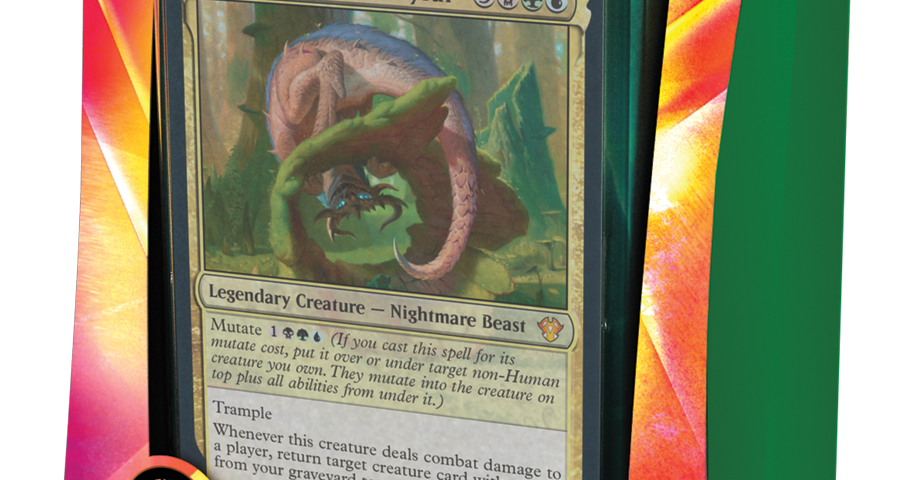 Legendary Creature — Nightmare Beast
Mutate 1 (If you cast this spell for its
mutate cost, put it over or under target non-Human
creature you own. They mutate into the creature on
top plus all abilities from under it.)
Trample
Whenever this creature deals combat damage to
a player, return target creature card
from your graveyard